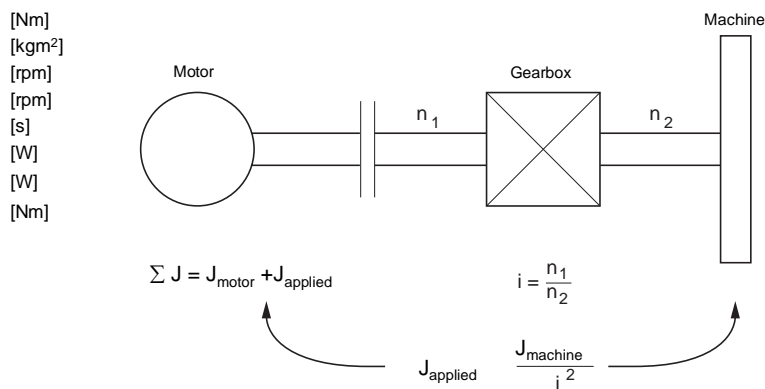 [Nm]
[kgm²]
[rpm]
[rpm]
[s]
[W]
[W]
[Nm]
Machine
Motor
Gearbox
n₁
n₂
Σ J = J_motor +J_applied
i = n₁/n₂
J_applied J_machine/i²